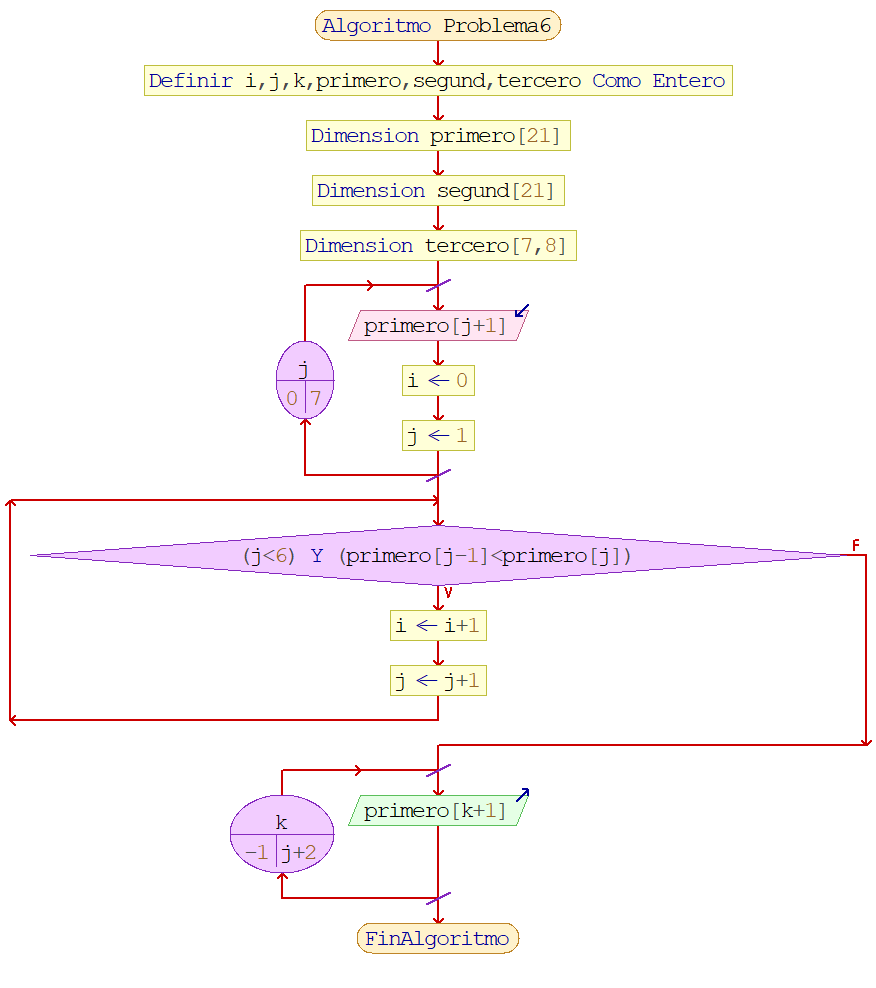 Algoritmo Problema6
Definir i,j,k,primero,segund,tercero Como Entero
Dimension primero[21]
Dimension segund[21]
Dimension tercero[7,8]
primero[j+1]
j
0 7
i ← 0
j ← 1
(j<6) Y (primero[j-1]<primero[j])
F
V
i ← i+1
j ← j+1
primero[k+1]
k
-1 j+2
FinAlgoritmo